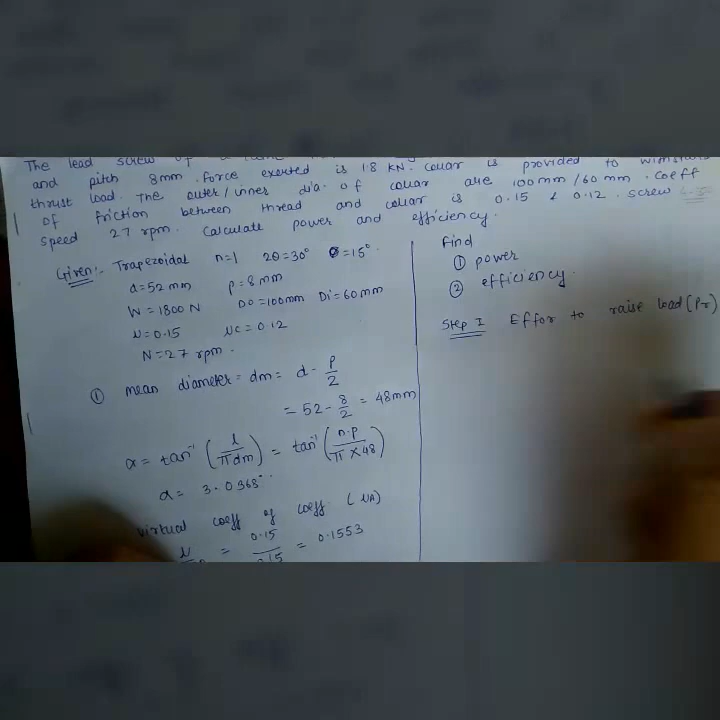 The lead screw of a
and pitch 8mm. Force exerted is 1.8 KN. Collar is provided to
thrust load. The outer/inner dia. of collar are 100mm/60 mm. Coeff
of friction between thread and collar is 0.15 & 0.12. Screw
speed 27 rpm. Calculate power and efficiency.
Given:- Trapezoidal n=1 2θ=30° θ=15°
d=52 mm p=8 mm
W=1800 N Do=100mm Di=60mm
μ=0.15 μc=0.12
N=27 rpm.
① mean diameter = dm = d - p/2
= 52 - 8/2 = 48mm
α = tan⁻¹ (l/πdm) = tan⁻¹ (n.p/π×48)
α = 3.0368°
virtual coeff of coeff. (μA)
μ = 0.15 = 0.1553
Find
① power
② efficiency.
Step I Effor to raise load (Pr)